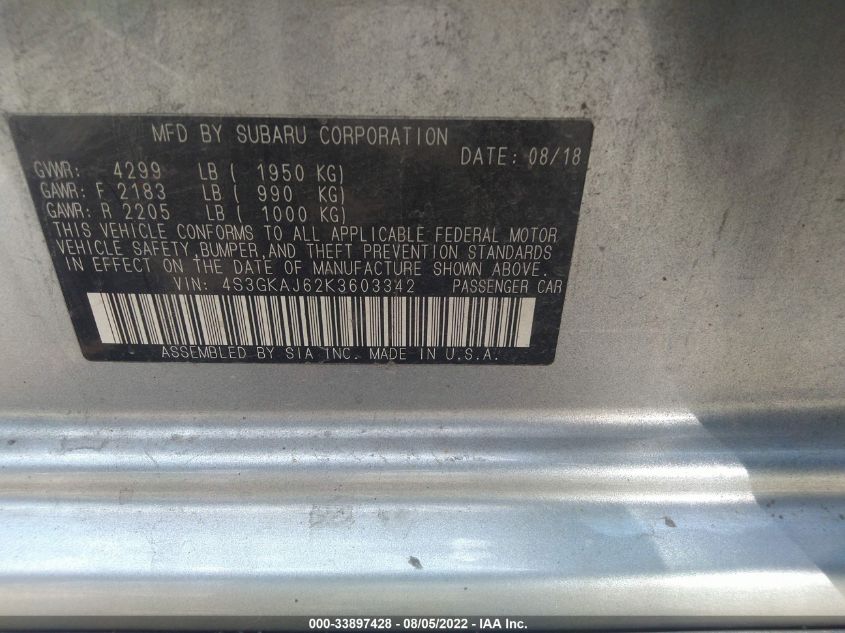 MFD BY SUBARU CORPORATION
DATE: 08/18
GVWR: 4299 LB ( 1950 KG)
GAWR: F 2183 LB ( 990 KG)
GAWR: R 2205 LB ( 1000 KG)
THIS VEHICLE CONFORMS TO ALL APPLICABLE FEDERAL MOTOR
VEHICLE SAFETY,BUMPER,AND THEFT PREVENTION STANDARDS
IN EFFECT ON THE DATE OF MANUFACTURE SHOWN ABOVE.
VIN: 4S3GKAJ62K3603342 PASSENGER CAR
ASSEMBLED BY SIA INC. MADE IN U.S.A.
000-33897428 - 08/05/2022 - IAA Inc.